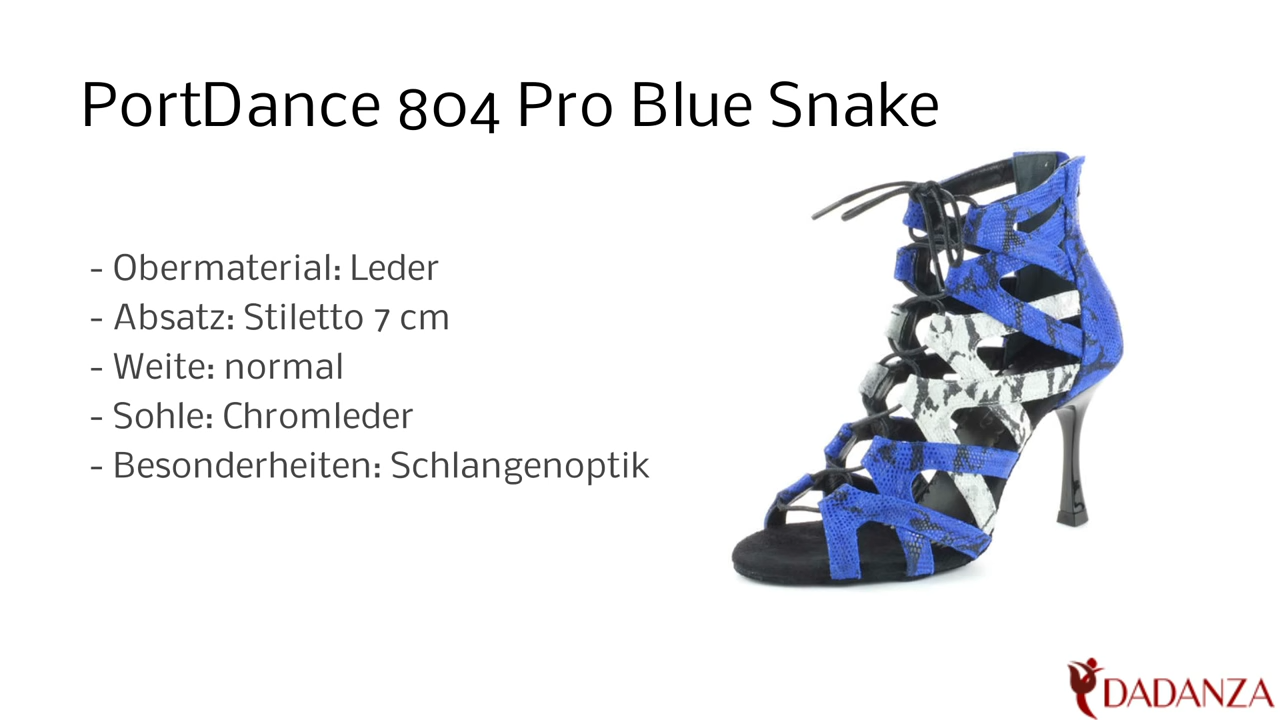 PortDance 804 Pro Blue Snake
- Obermaterial: Leder
- Absatz: Stiletto 7 cm
- Weite: normal
- Sohle: Chromleder
- Besonderheiten: Schlangenoptik
DADANZA